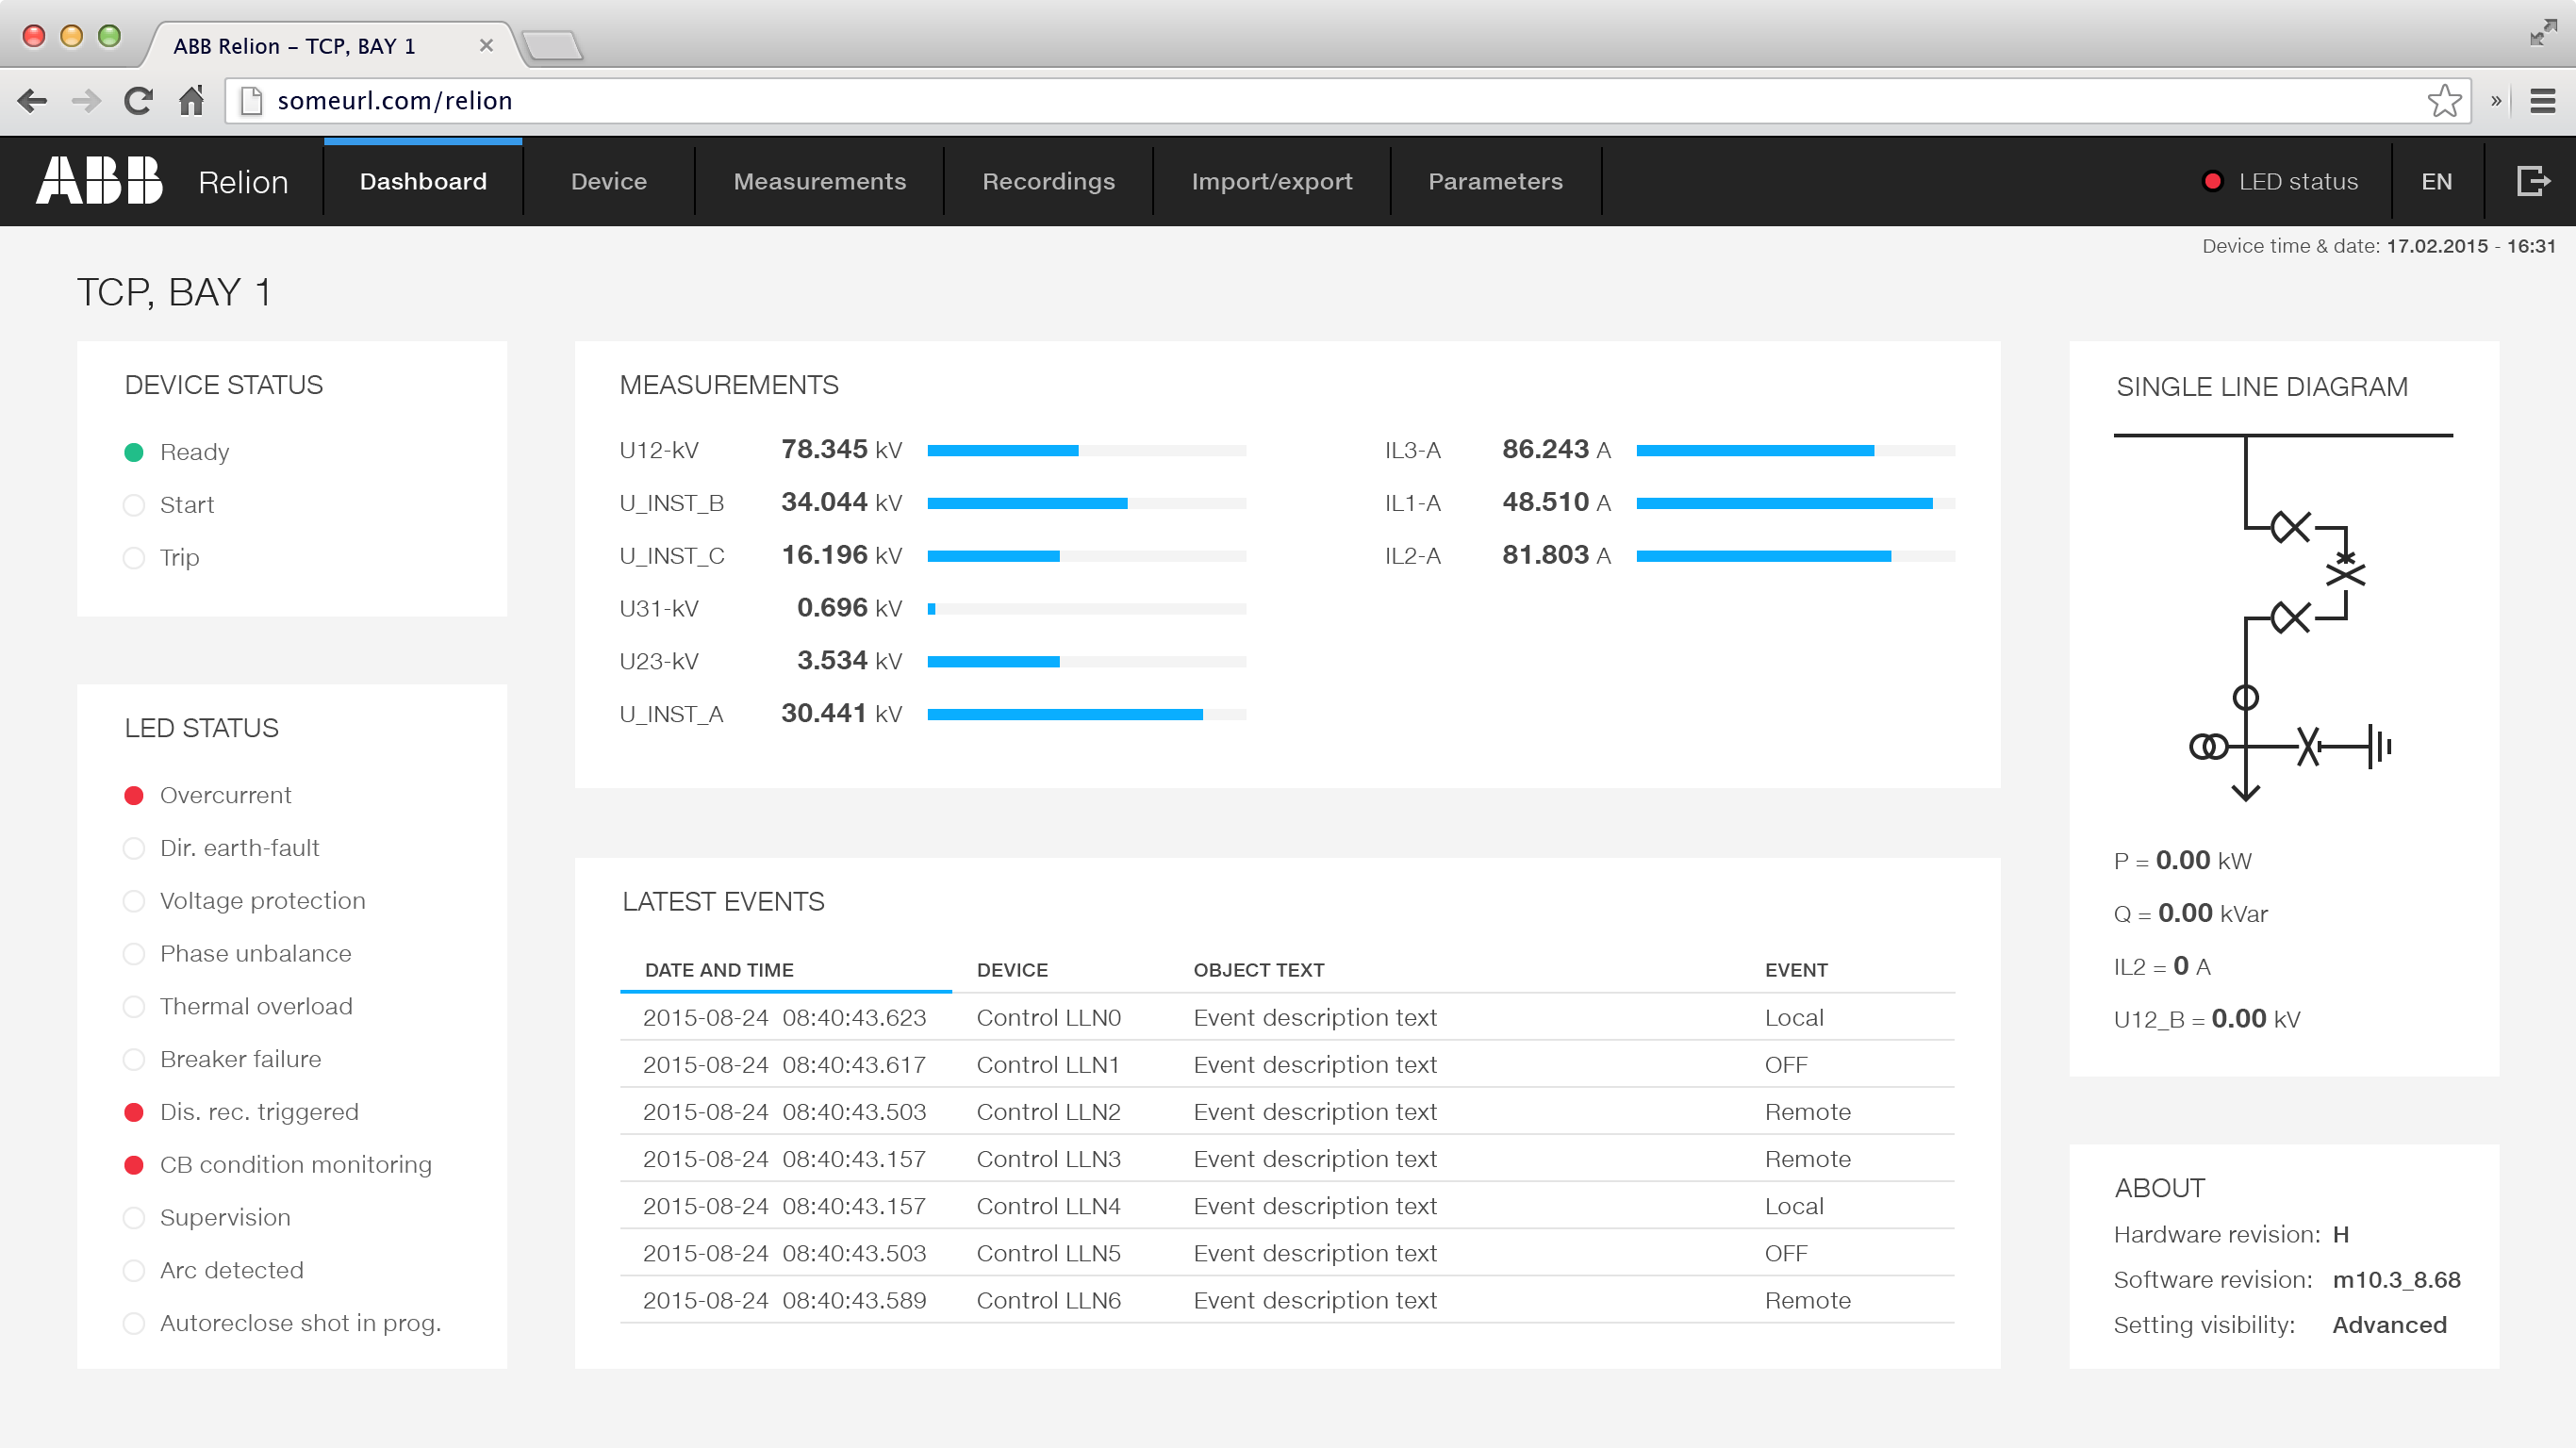 ABB Relion – TCP, BAY 1
someurl.com/relion
»
ABB Relion Dashboard Device Measurements Recordings Import/export Parameters LED status EN
Device time & date: 17.02.2015 - 16:31
TCP, BAY 1
DEVICE STATUS
Ready
Start
Trip
LED STATUS
Overcurrent
Dir. earth-fault
Voltage protection
Phase unbalance
Thermal overload
Breaker failure
Dis. rec. triggered
CB condition monitoring
Supervision
Arc detected
Autoreclose shot in prog.
MEASUREMENTS
U12-kV 78.345 kV
U_INST_B 34.044 kV
U_INST_C 16.196 kV
U31-kV 0.696 kV
U23-kV 3.534 kV
U_INST_A 30.441 kV
IL3-A 86.243 A
IL1-A 48.510 A
IL2-A 81.803 A
LATEST EVENTS
DATE AND TIME DEVICE OBJECT TEXT EVENT
2015-08-24 08:40:43.623 Control LLN0 Event description text Local
2015-08-24 08:40:43.617 Control LLN1 Event description text OFF
2015-08-24 08:40:43.503 Control LLN2 Event description text Remote
2015-08-24 08:40:43.157 Control LLN3 Event description text Remote
2015-08-24 08:40:43.157 Control LLN4 Event description text Local
2015-08-24 08:40:43.503 Control LLN5 Event description text OFF
2015-08-24 08:40:43.589 Control LLN6 Event description text Remote
SINGLE LINE DIAGRAM
P = 0.00 kW
Q = 0.00 kVar
IL2 = 0 A
U12_B = 0.00 kV
ABOUT
Hardware revision: H
Software revision: m10.3_8.68
Setting visibility: Advanced